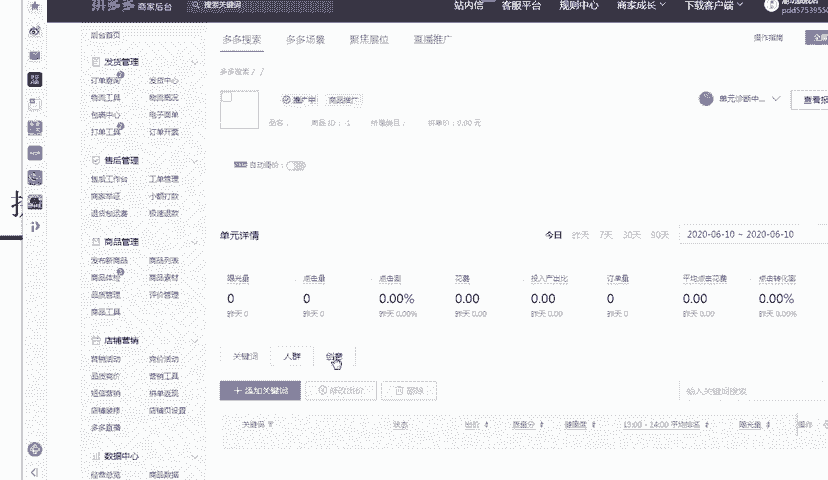 拼多多 商家后台
搜索关键词
站内信
客服平台
规则中心
商家成长
下载客户端
pdd5753955
后台首页
多多搜索
多多场景
聚焦展位
直播推广
操作指南
多多搜索 / /
发货管理
订单查询
发货中心
物流工具
物流概况
包裹中心
电子面单
打单工具
订单开票
推广中
商品推广
单元诊断中...
查看报
品名：
商品 ID： -1
所属类目：
拼单价：0.00 元
售后管理
售后工作台
工单管理
商家举证
小额打款
退货包运费
极速退款
自动调价：
商品管理
发布新商品
商品列表
商品体检
商品素材
品质管理
评价管理
商品工具
单元详情
今日
昨天
7天
30天
90天
2020-06-10 ~ 2020-06-10
曝光量
点击量
点击率
花费
投入产出比
订单量
平均点击花费
点击转化率
0
0
0.00%
0.00
0.00
0
0.00
0.00%
昨天 0
昨天 0
昨天 0.00%
昨天 0.00
昨天 0.00
昨天 0
昨天 0.00
昨天 0.00%
店铺营销
营销活动
竞价活动
品质竞价
营销工具
短信营销
拼单返现
店铺装修
店铺页设置
多多直播
关键词
人群
创意
+ 添加关键词
修改出价
删除
输入关键词搜索
关键词
状态
出价
质量分
13:00 - 14:00 平均排名
曝光量
操作
数据中心
经营总览
商品数据